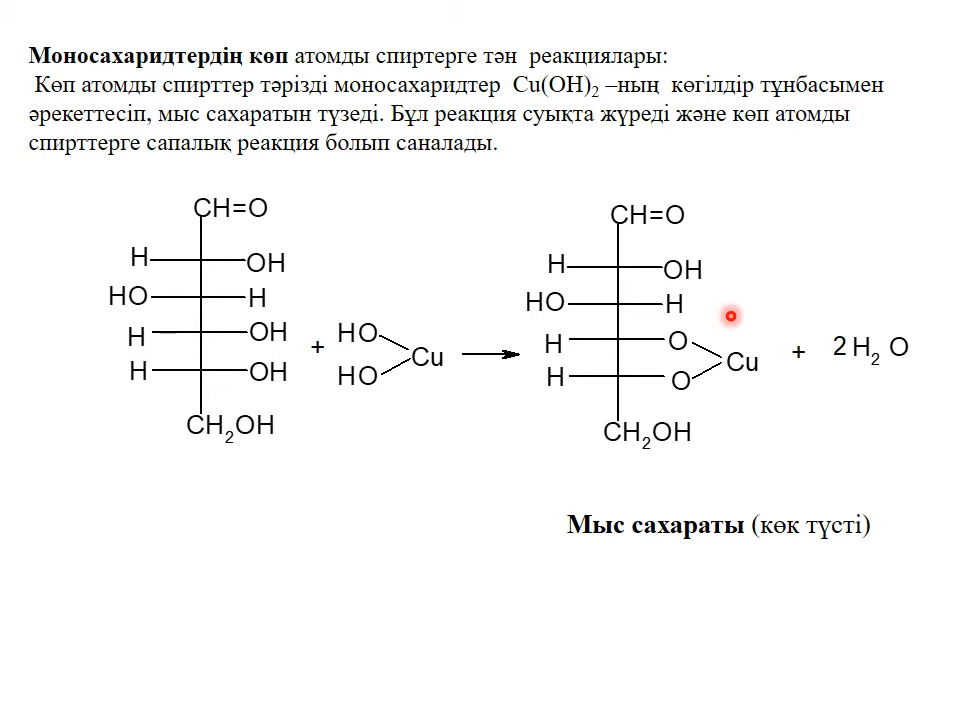 Моносахаридтердің көп атомды спиртерге тән реакциялары:
Көп атомды спирттер тәрізді моносахаридтер Cu(OH)2 –ның көгілдір тұнбасымен
әрекеттесіп, мыс сахаратын түзеді. Бұл реакция суықта жүреді және көп атомды
спирттерге сапалық реакция болып саналады.
CH=O
H OH
HO H
H OH
H OH
CH2OH
+
HO
HO
Cu
CH=O
H OH
HO H
H O
H O
Cu
CH2OH
+
2 H2 O
Мыс сахараты (көк түсті)